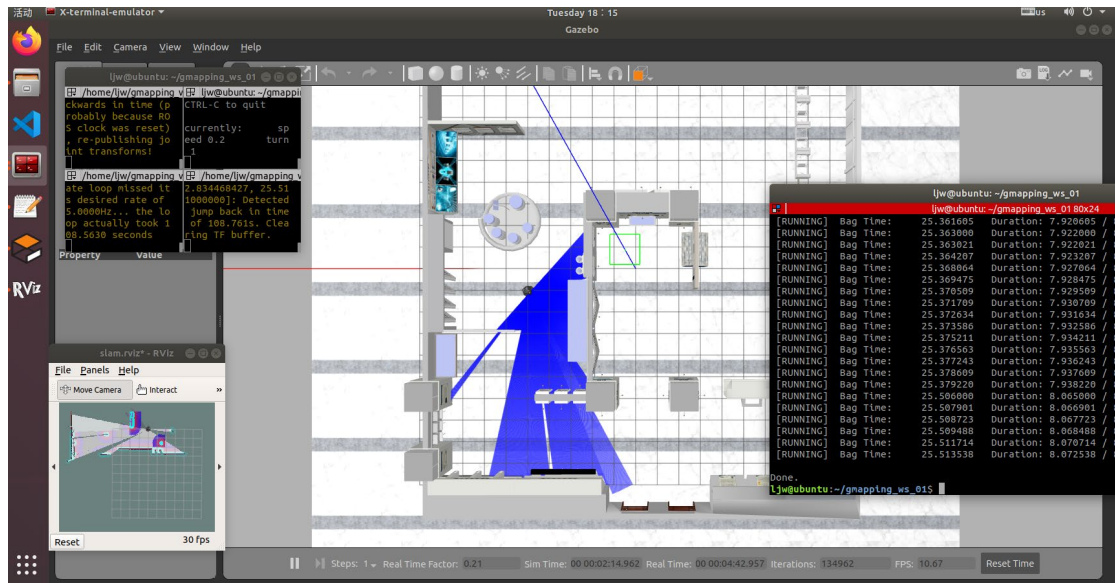 活动 X-terminal-emulator
Tuesday 18：15
us
Gazebo
File Edit Camera View Window Help
ljw@ubuntu: ~/gmapping_ws_01
/home/ljw/gmapping_v
ckwards in time (p
robably because RO
S clock was reset)
, re-publishing jo
int transforms!
ljw@ubuntu: ~/gmappi
CTRL-C to quit
currently: sp
eed 0.2 turn
1
/home/ljw/gmapping_v
ate loop missed it
s desired rate of
5.0000Hz... the lo
op actually took 1
08.5630 seconds
/home/ljw/gmapping_v
2.834468427, 25.51
1000000]: Detected
jump back in time
of 108.761s. Clea
ring TF buffer.
Property Value
RViz
slam.rviz* - RViz
File Panels Help
Move Camera Interact »
Reset 30 fps
ljw@ubuntu: ~/gmapping_ws_01
ljw@ubuntu: ~/gmapping_ws_01 80x24
[RUNNING] Bag Time: 25.361605 Duration: 7.920605 /
[RUNNING] Bag Time: 25.363000 Duration: 7.922000 /
[RUNNING] Bag Time: 25.363021 Duration: 7.922021 /
[RUNNING] Bag Time: 25.364207 Duration: 7.923207 /
[RUNNING] Bag Time: 25.368064 Duration: 7.927064 /
[RUNNING] Bag Time: 25.369475 Duration: 7.928475 /
[RUNNING] Bag Time: 25.370509 Duration: 7.929509 /
[RUNNING] Bag Time: 25.371709 Duration: 7.930709 /
[RUNNING] Bag Time: 25.372634 Duration: 7.931634 /
[RUNNING] Bag Time: 25.373586 Duration: 7.932586 /
[RUNNING] Bag Time: 25.375211 Duration: 7.934211 /
[RUNNING] Bag Time: 25.376563 Duration: 7.935563 /
[RUNNING] Bag Time: 25.377243 Duration: 7.936243 /
[RUNNING] Bag Time: 25.378609 Duration: 7.937609 /
[RUNNING] Bag Time: 25.379220 Duration: 7.938220 /
[RUNNING] Bag Time: 25.506000 Duration: 8.065000 /
[RUNNING] Bag Time: 25.507901 Duration: 8.066901 /
[RUNNING] Bag Time: 25.508723 Duration: 8.067723 /
[RUNNING] Bag Time: 25.509488 Duration: 8.068488 /
[RUNNING] Bag Time: 25.511714 Duration: 8.070714 /
[RUNNING] Bag Time: 25.513538 Duration: 8.072538 /
Done.
ljw@ubuntu:~/gmapping_ws_01$
Steps: 1 Real Time Factor: 0.21 Sim Time: 00 00:02:14.962 Real Time: 00 00:04:42.957 Iterations: 134962 FPS: 10.67 Reset Time